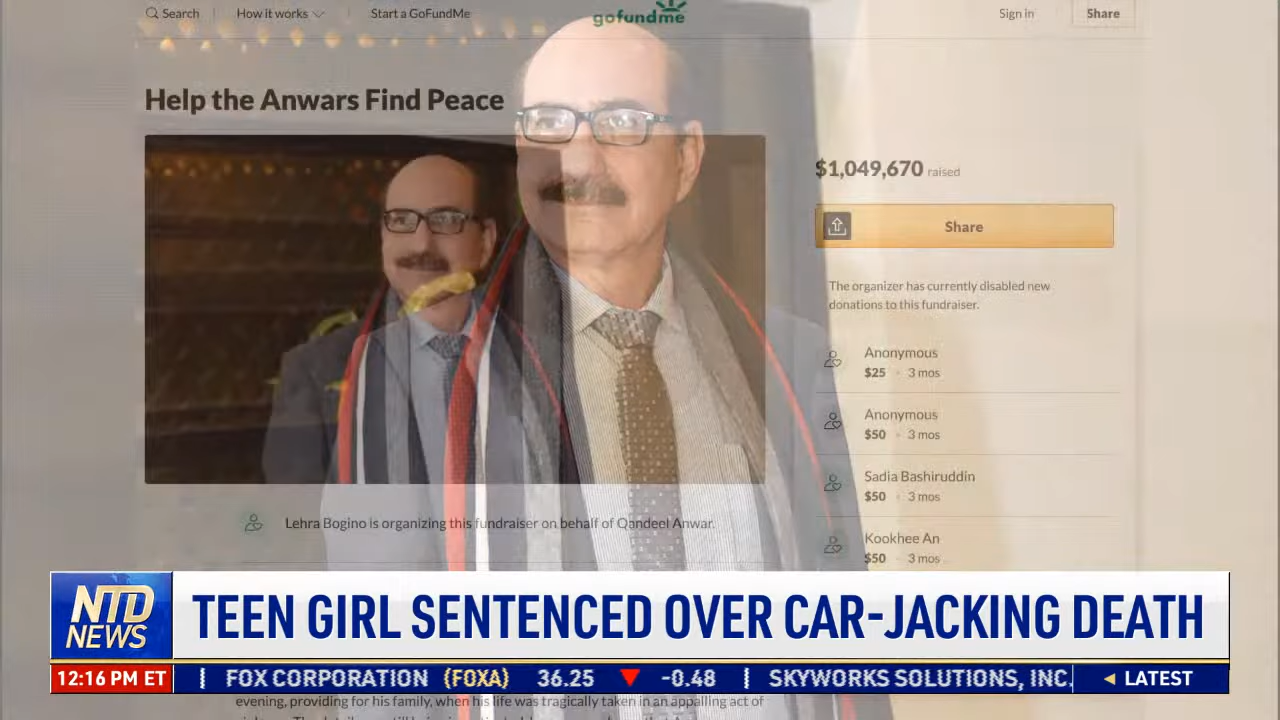 Search
How it works
Start a GoFundMe
gofundme
Sign in
Share
Help the Anwars Find Peace
$1,049,670 raised
Share
The organizer has currently disabled new
donations to this fundraiser.
Anonymous
$25 • 3 mos
Anonymous
$50 • 3 mos
Sadia Bashiruddin
$50 • 3 mos
Kookhee An
$50 • 3 mos
Lehra Bogino is organizing this fundraiser on behalf of Qandeel Anwar.
NTD
NEWS
TEEN GIRL SENTENCED OVER CAR-JACKING DEATH
12:16 PM ET
FOX CORPORATION (FOXA) 36.25 ▼ -0.48 | SKYWORKS SOLUTIONS, INC.
◄ LATEST
evening, providing for his family, when his life was tragically taken in an appalling act of